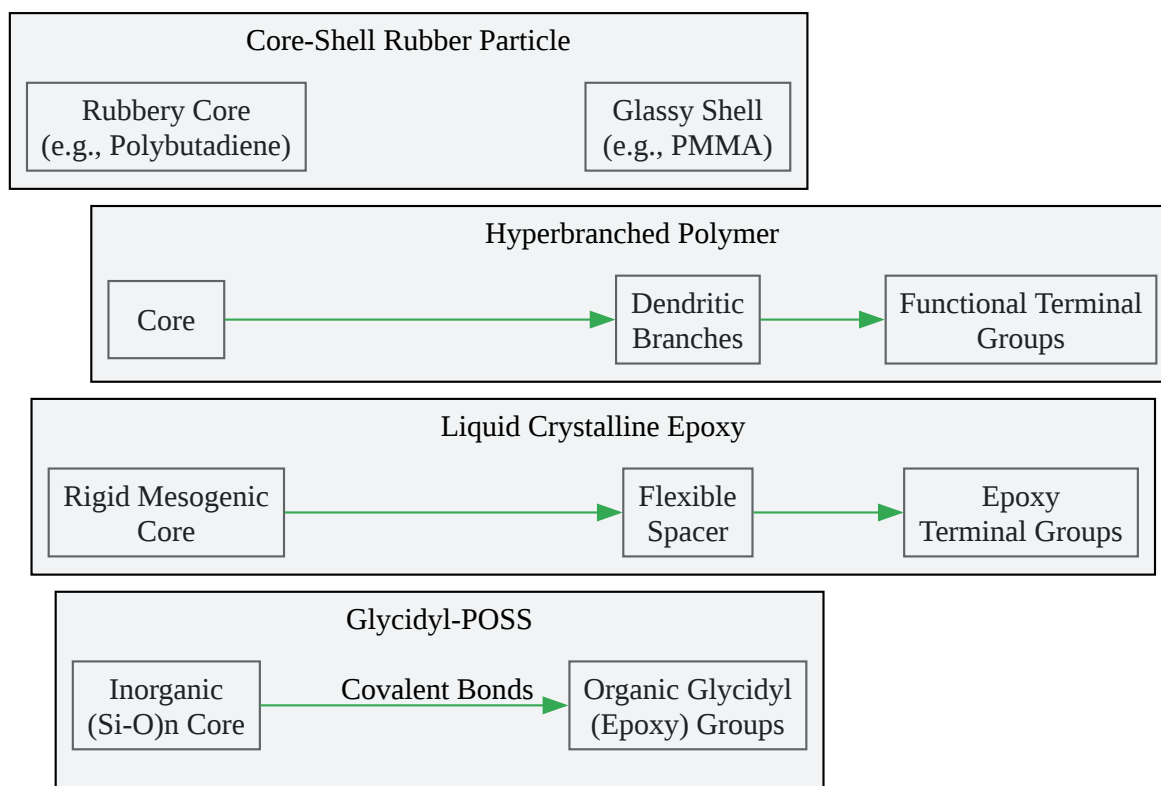 Core-Shell Rubber Particle
Rubbery Core
(e.g., Polybutadiene)
Glassy Shell
(e.g., PMMA)
Hyperbranched Polymer
Core
Dendritic
Branches
Functional Terminal
Groups
Liquid Crystalline Epoxy
Rigid Mesogenic
Core
Flexible
Spacer
Epoxy
Terminal Groups
Glycidyl-POSS
Inorganic
(Si-O)n Core
Covalent Bonds
Organic Glycidyl
(Epoxy) Groups